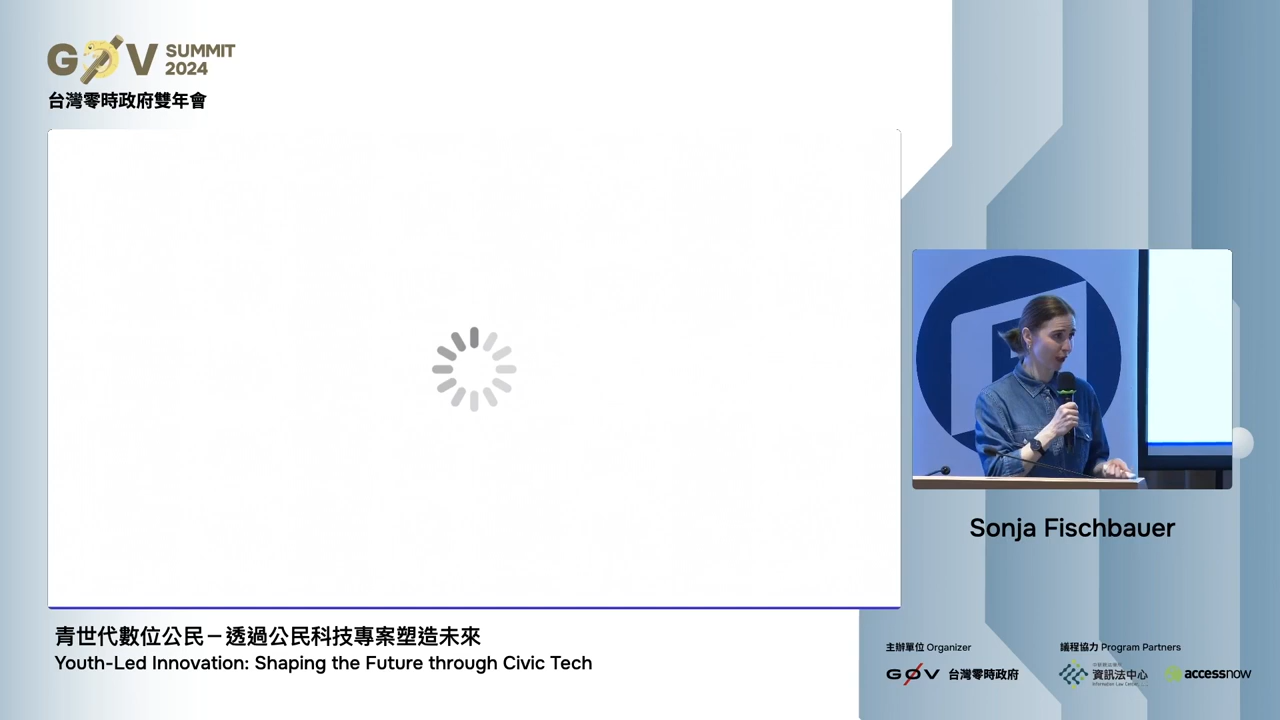 G0V SUMMIT 2024
台灣零時政府雙年會
Sonja Fischbauer
青世代數位公民－透過公民科技專案塑造未來
Youth-Led Innovation: Shaping the Future through Civic Tech
主辦單位 Organizer
議程協力 Program Partners
G0V 台灣零時政府
資訊法中心
Information Law Center
accessnow